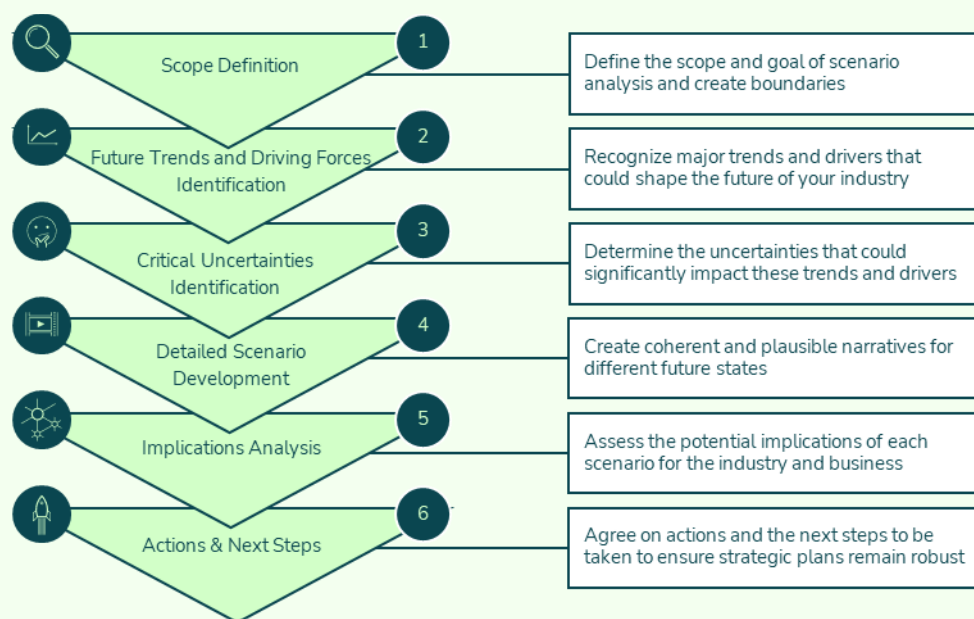 1
Scope Definition
Define the scope and goal of scenario
analysis and create boundaries
2
Future Trends and Driving Forces
Identification
Recognize major trends and drivers that
could shape the future of your industry
3
Critical Uncertainties
Identification
Determine the uncertainties that could
significantly impact these trends and drivers
4
Detailed Scenario
Development
Create coherent and plausible narratives for
different future states
5
Implications Analysis
Assess the potential implications of each
scenario for the industry and business
6
Actions & Next Steps
Agree on actions and the next steps to be
taken to ensure strategic plans remain robust